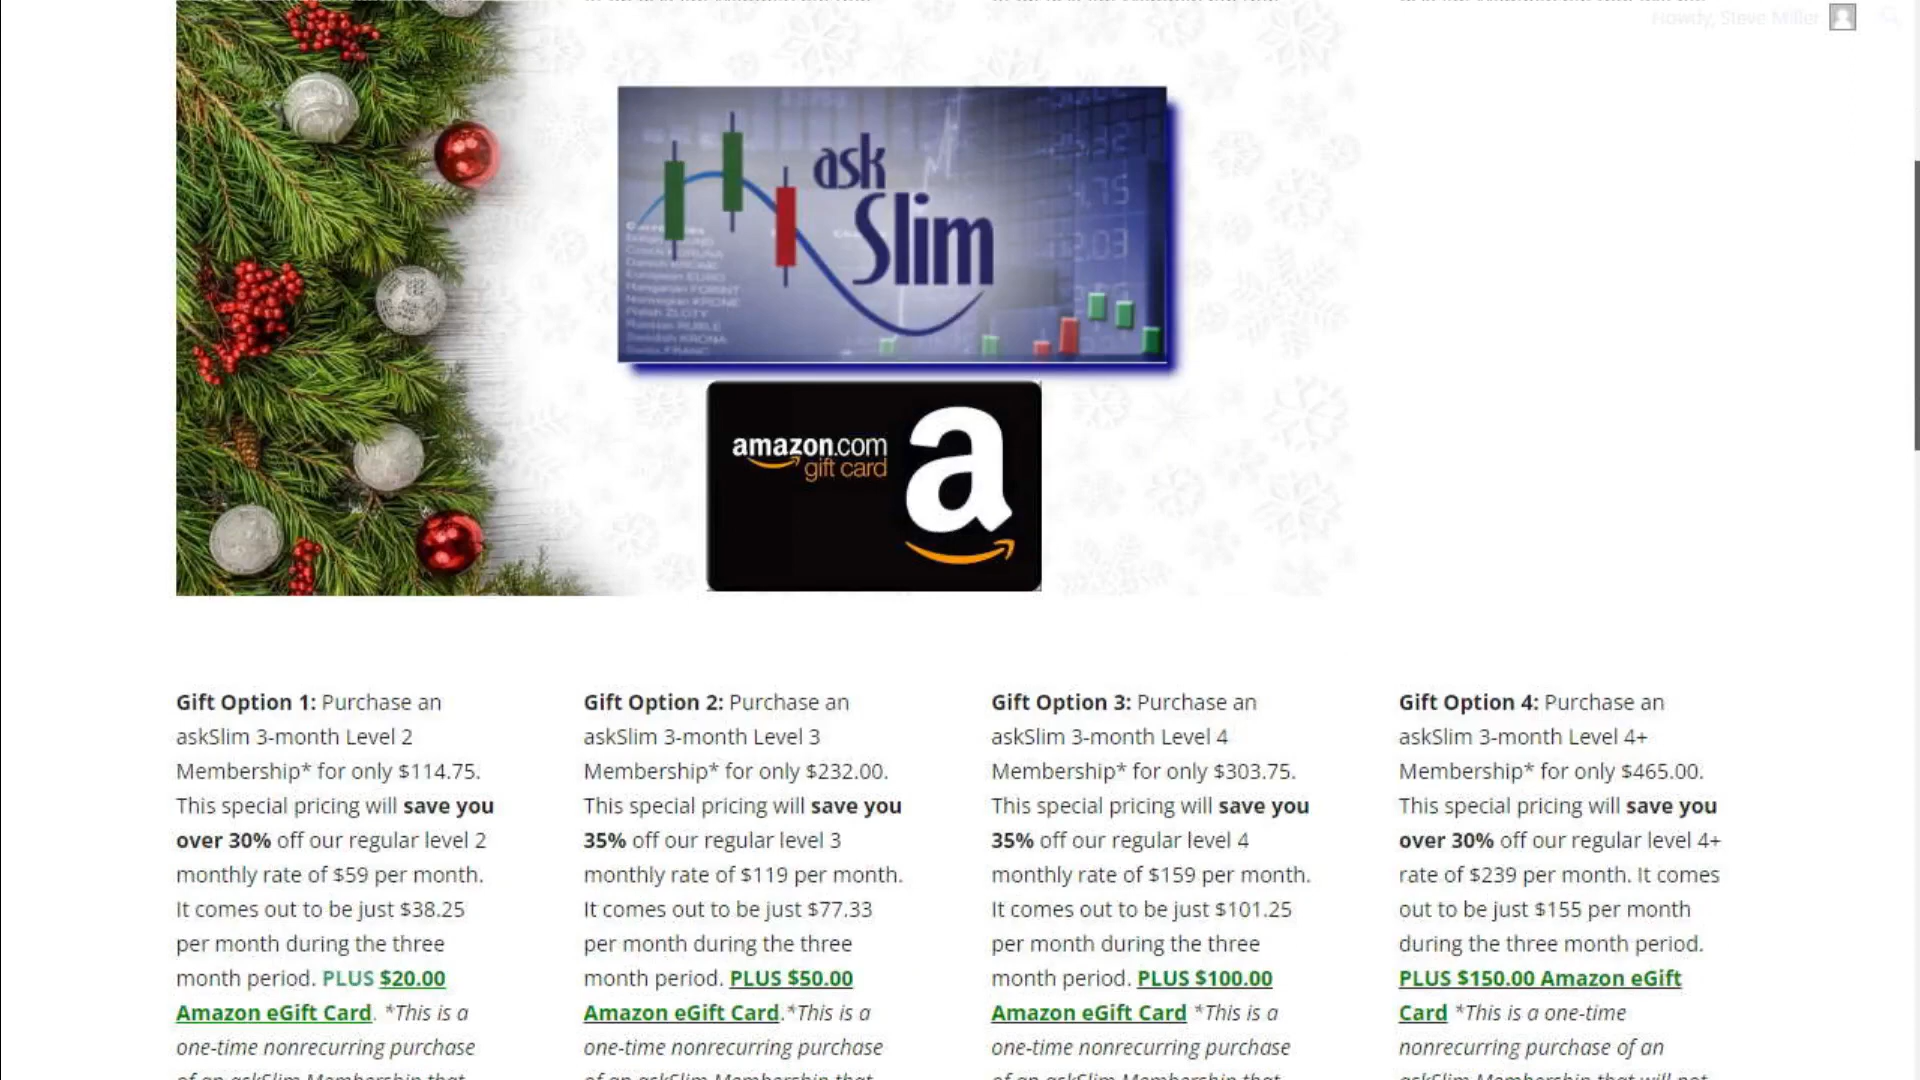 Howdy, Steve Miller
ask
Slim
amazon.com
gift card
a
Gift Option 1: Purchase an
askSlim 3-month Level 2
Membership* for only $114.75.
This special pricing will save you
over 30% off our regular level 2
monthly rate of $59 per month.
It comes out to be just $38.25
per month during the three
month period. PLUS $20.00
Amazon eGift Card. *This is a
one-time nonrecurring purchase
of an askSlim Membership that
Gift Option 2: Purchase an
askSlim 3-month Level 3
Membership* for only $232.00.
This special pricing will save you
35% off our regular level 3
monthly rate of $119 per month.
It comes out to be just $77.33
per month during the three
month period. PLUS $50.00
Amazon eGift Card.*This is a
one-time nonrecurring purchase
of an askSlim Membership that
Gift Option 3: Purchase an
askSlim 3-month Level 4
Membership* for only $303.75.
This special pricing will save you
35% off our regular level 4
monthly rate of $159 per month.
It comes out to be just $101.25
per month during the three
month period. PLUS $100.00
Amazon eGift Card *This is a
one-time nonrecurring purchase
of an askSlim Membership that
Gift Option 4: Purchase an
askSlim 3-month Level 4+
Membership* for only $465.00.
This special pricing will save you
over 30% off our regular level 4+
rate of $239 per month. It comes
out to be just $155 per month
during the three month period.
PLUS $150.00 Amazon eGift
Card *This is a one-time
nonrecurring purchase of an
askSlim Membership that will not